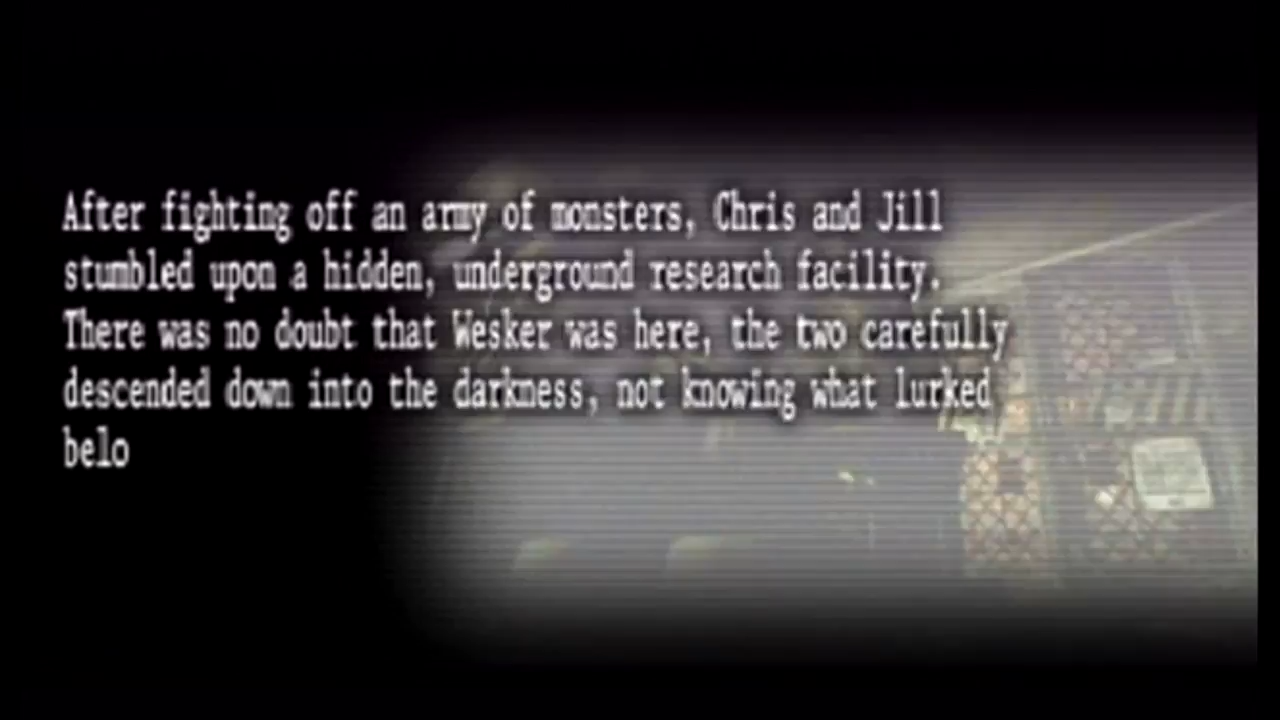 After fighting off an army of monsters, Chris and Jill
stumbled upon a hidden, underground research facility.
There was no doubt that Wesker was here, the two carefully
descended down into the darkness, not knowing what lurked
belo